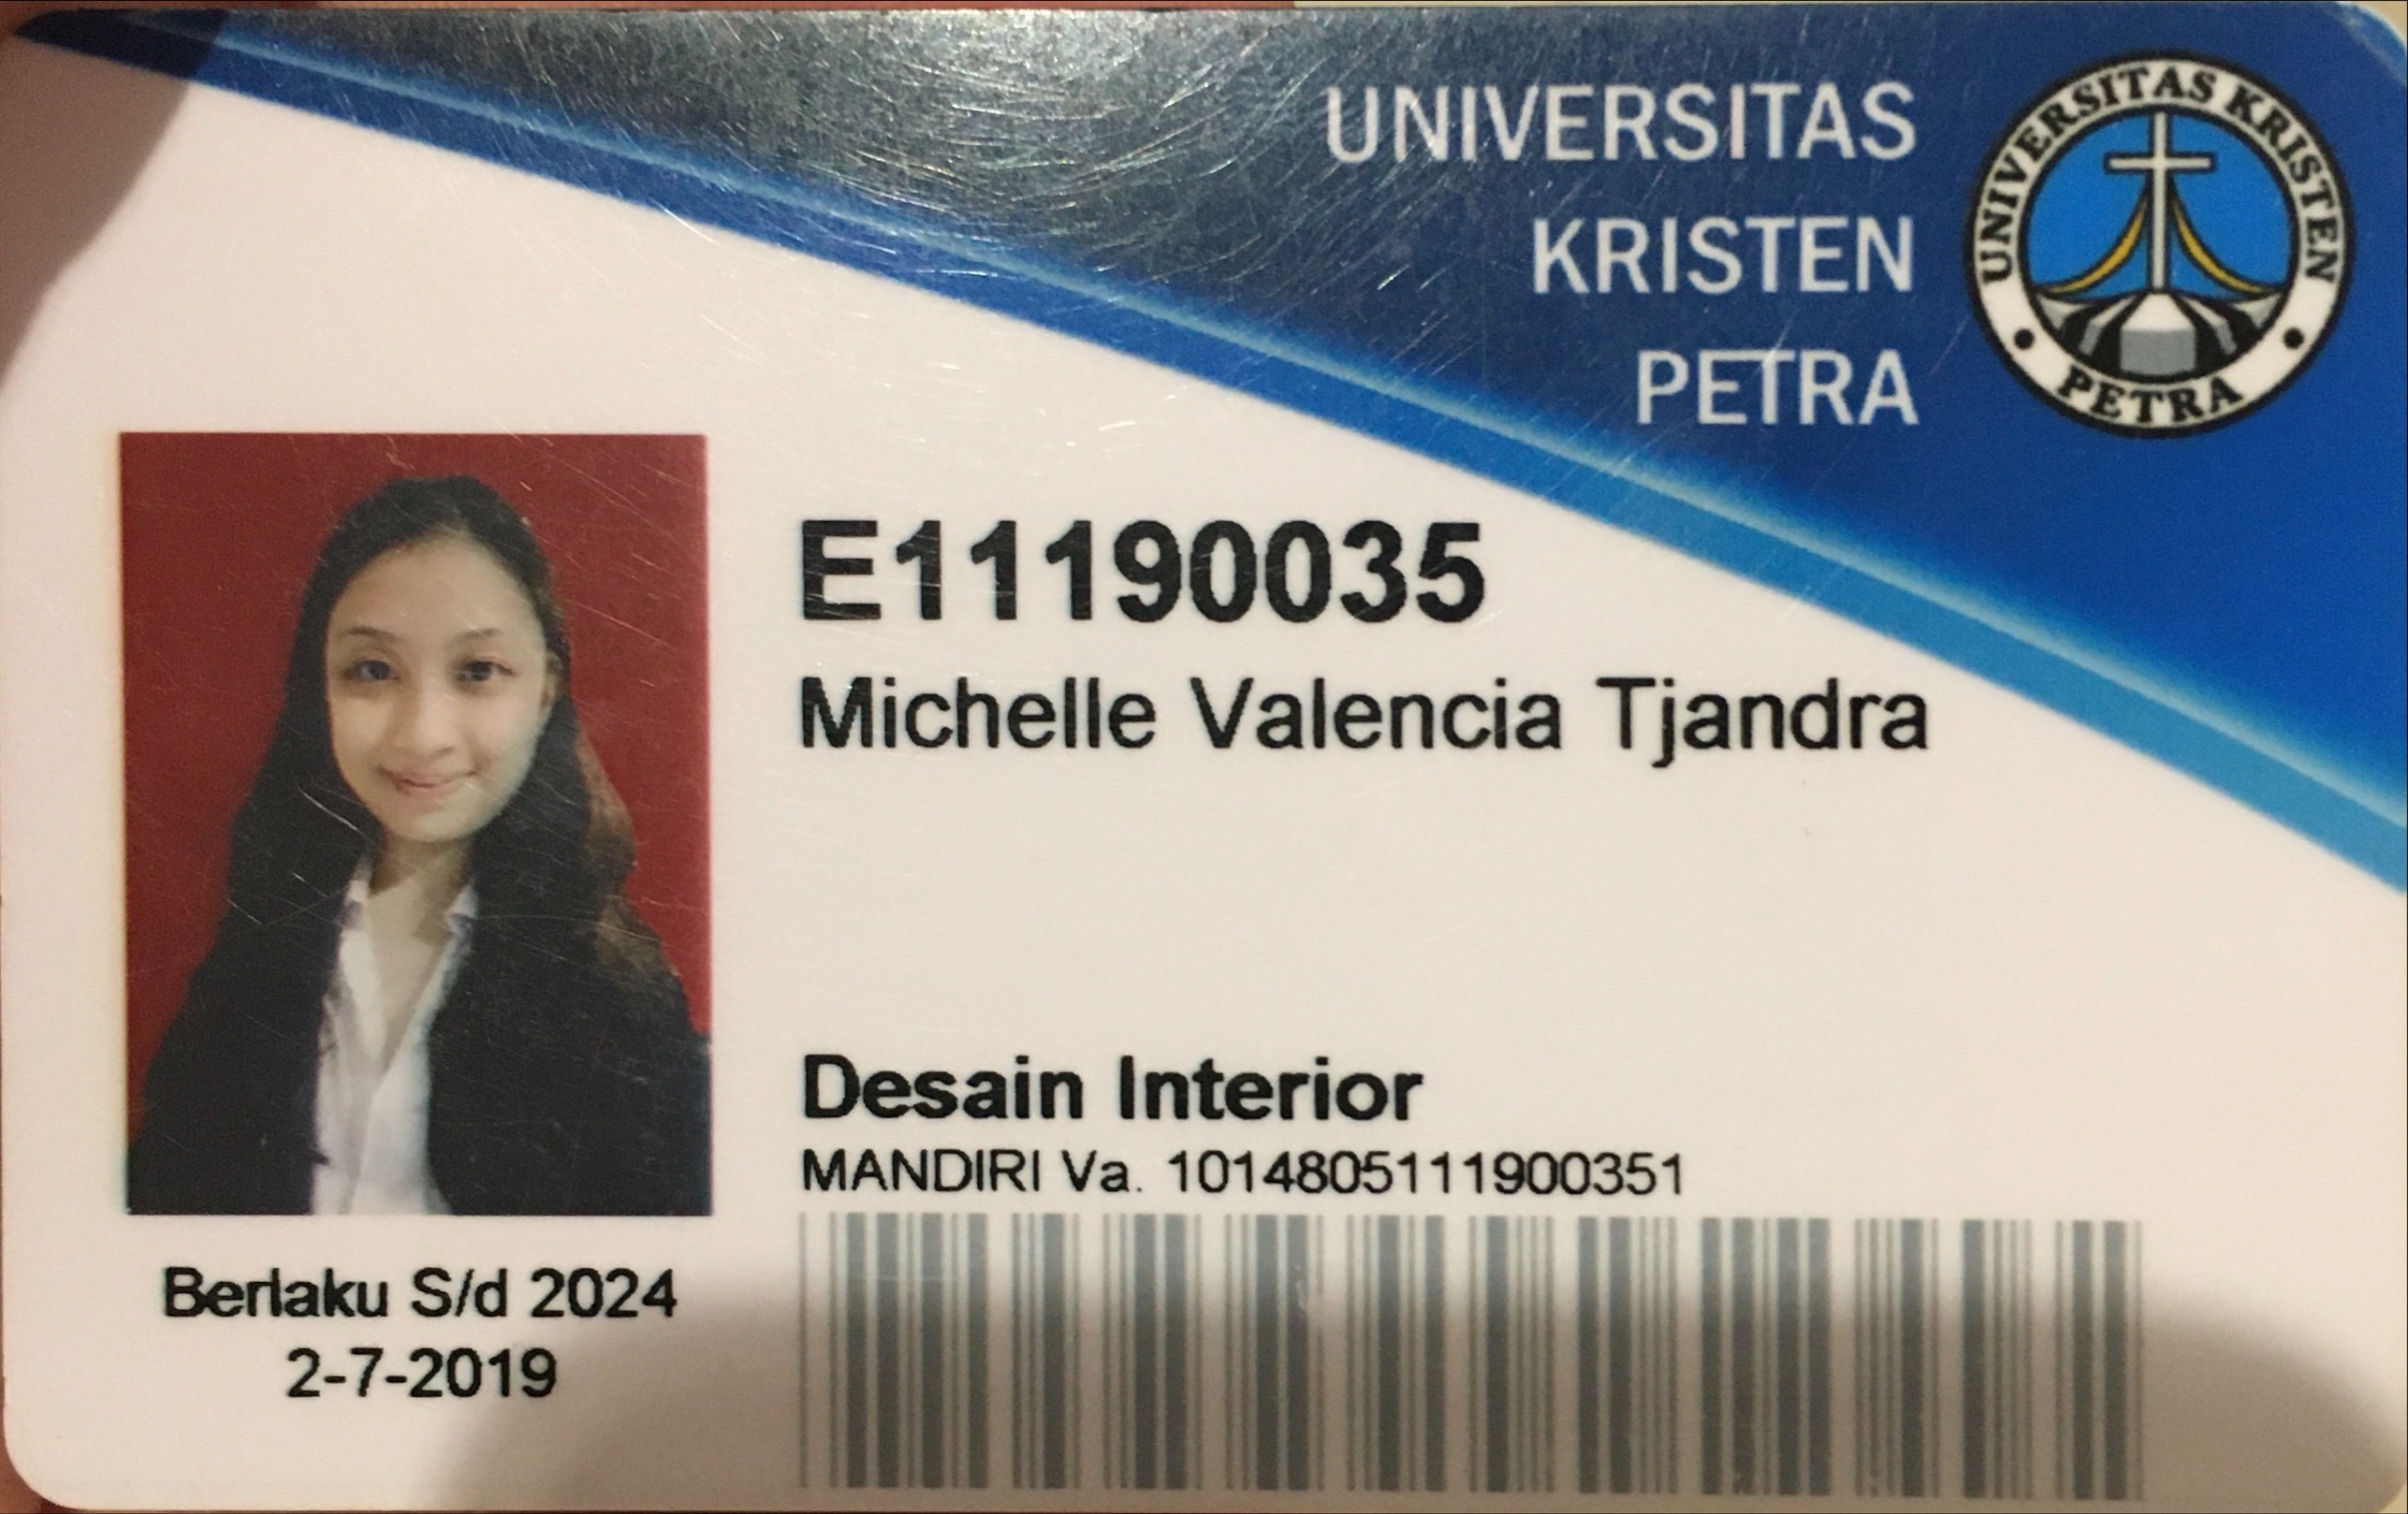 UNIVERSITAS
KRISTEN
PETRA
UNIVERSITAS KRISTEN
PETRA
E11190035
Michelle Valencia Tjandra
Desain Interior
MANDIRI Va. 1014805111900351
Berlaku S/d 2024
2-7-2019